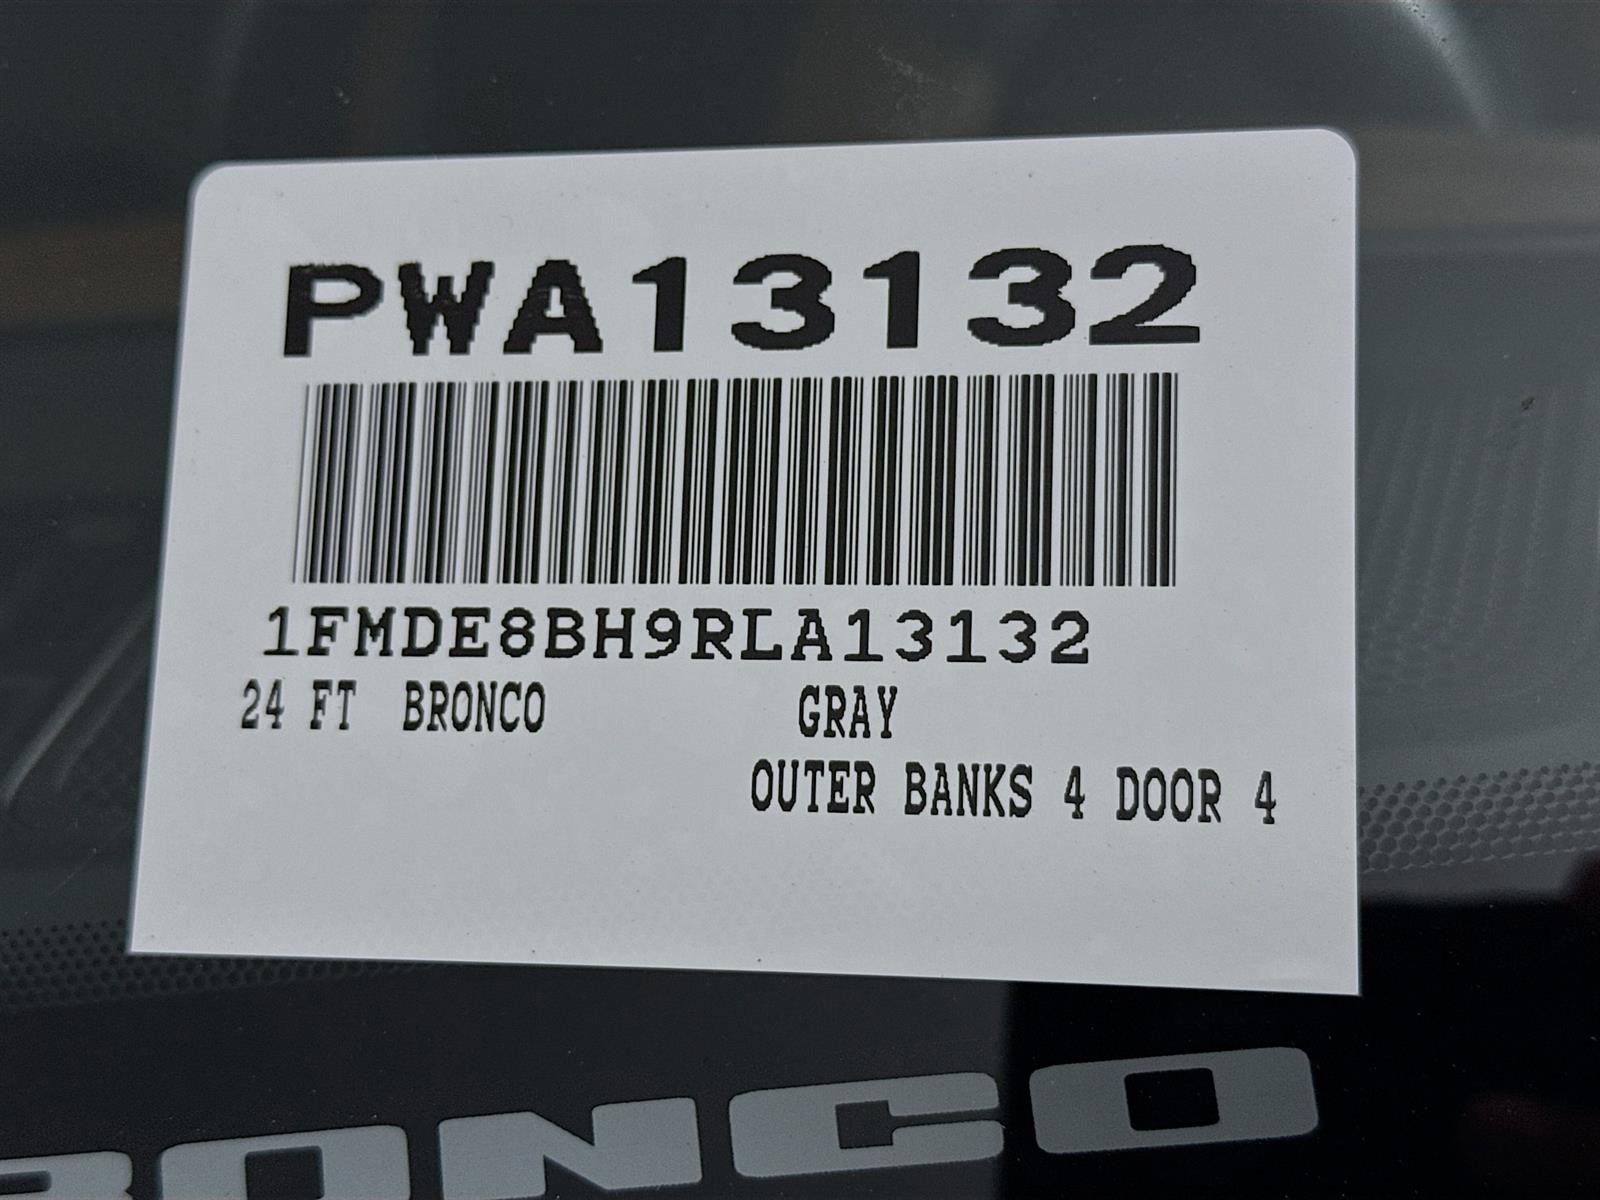 PWA13132
1FMDE8BH9RLA13132
24 FT BRONCO GRAY
OUTER BANKS 4 DOOR 4
BRONCO